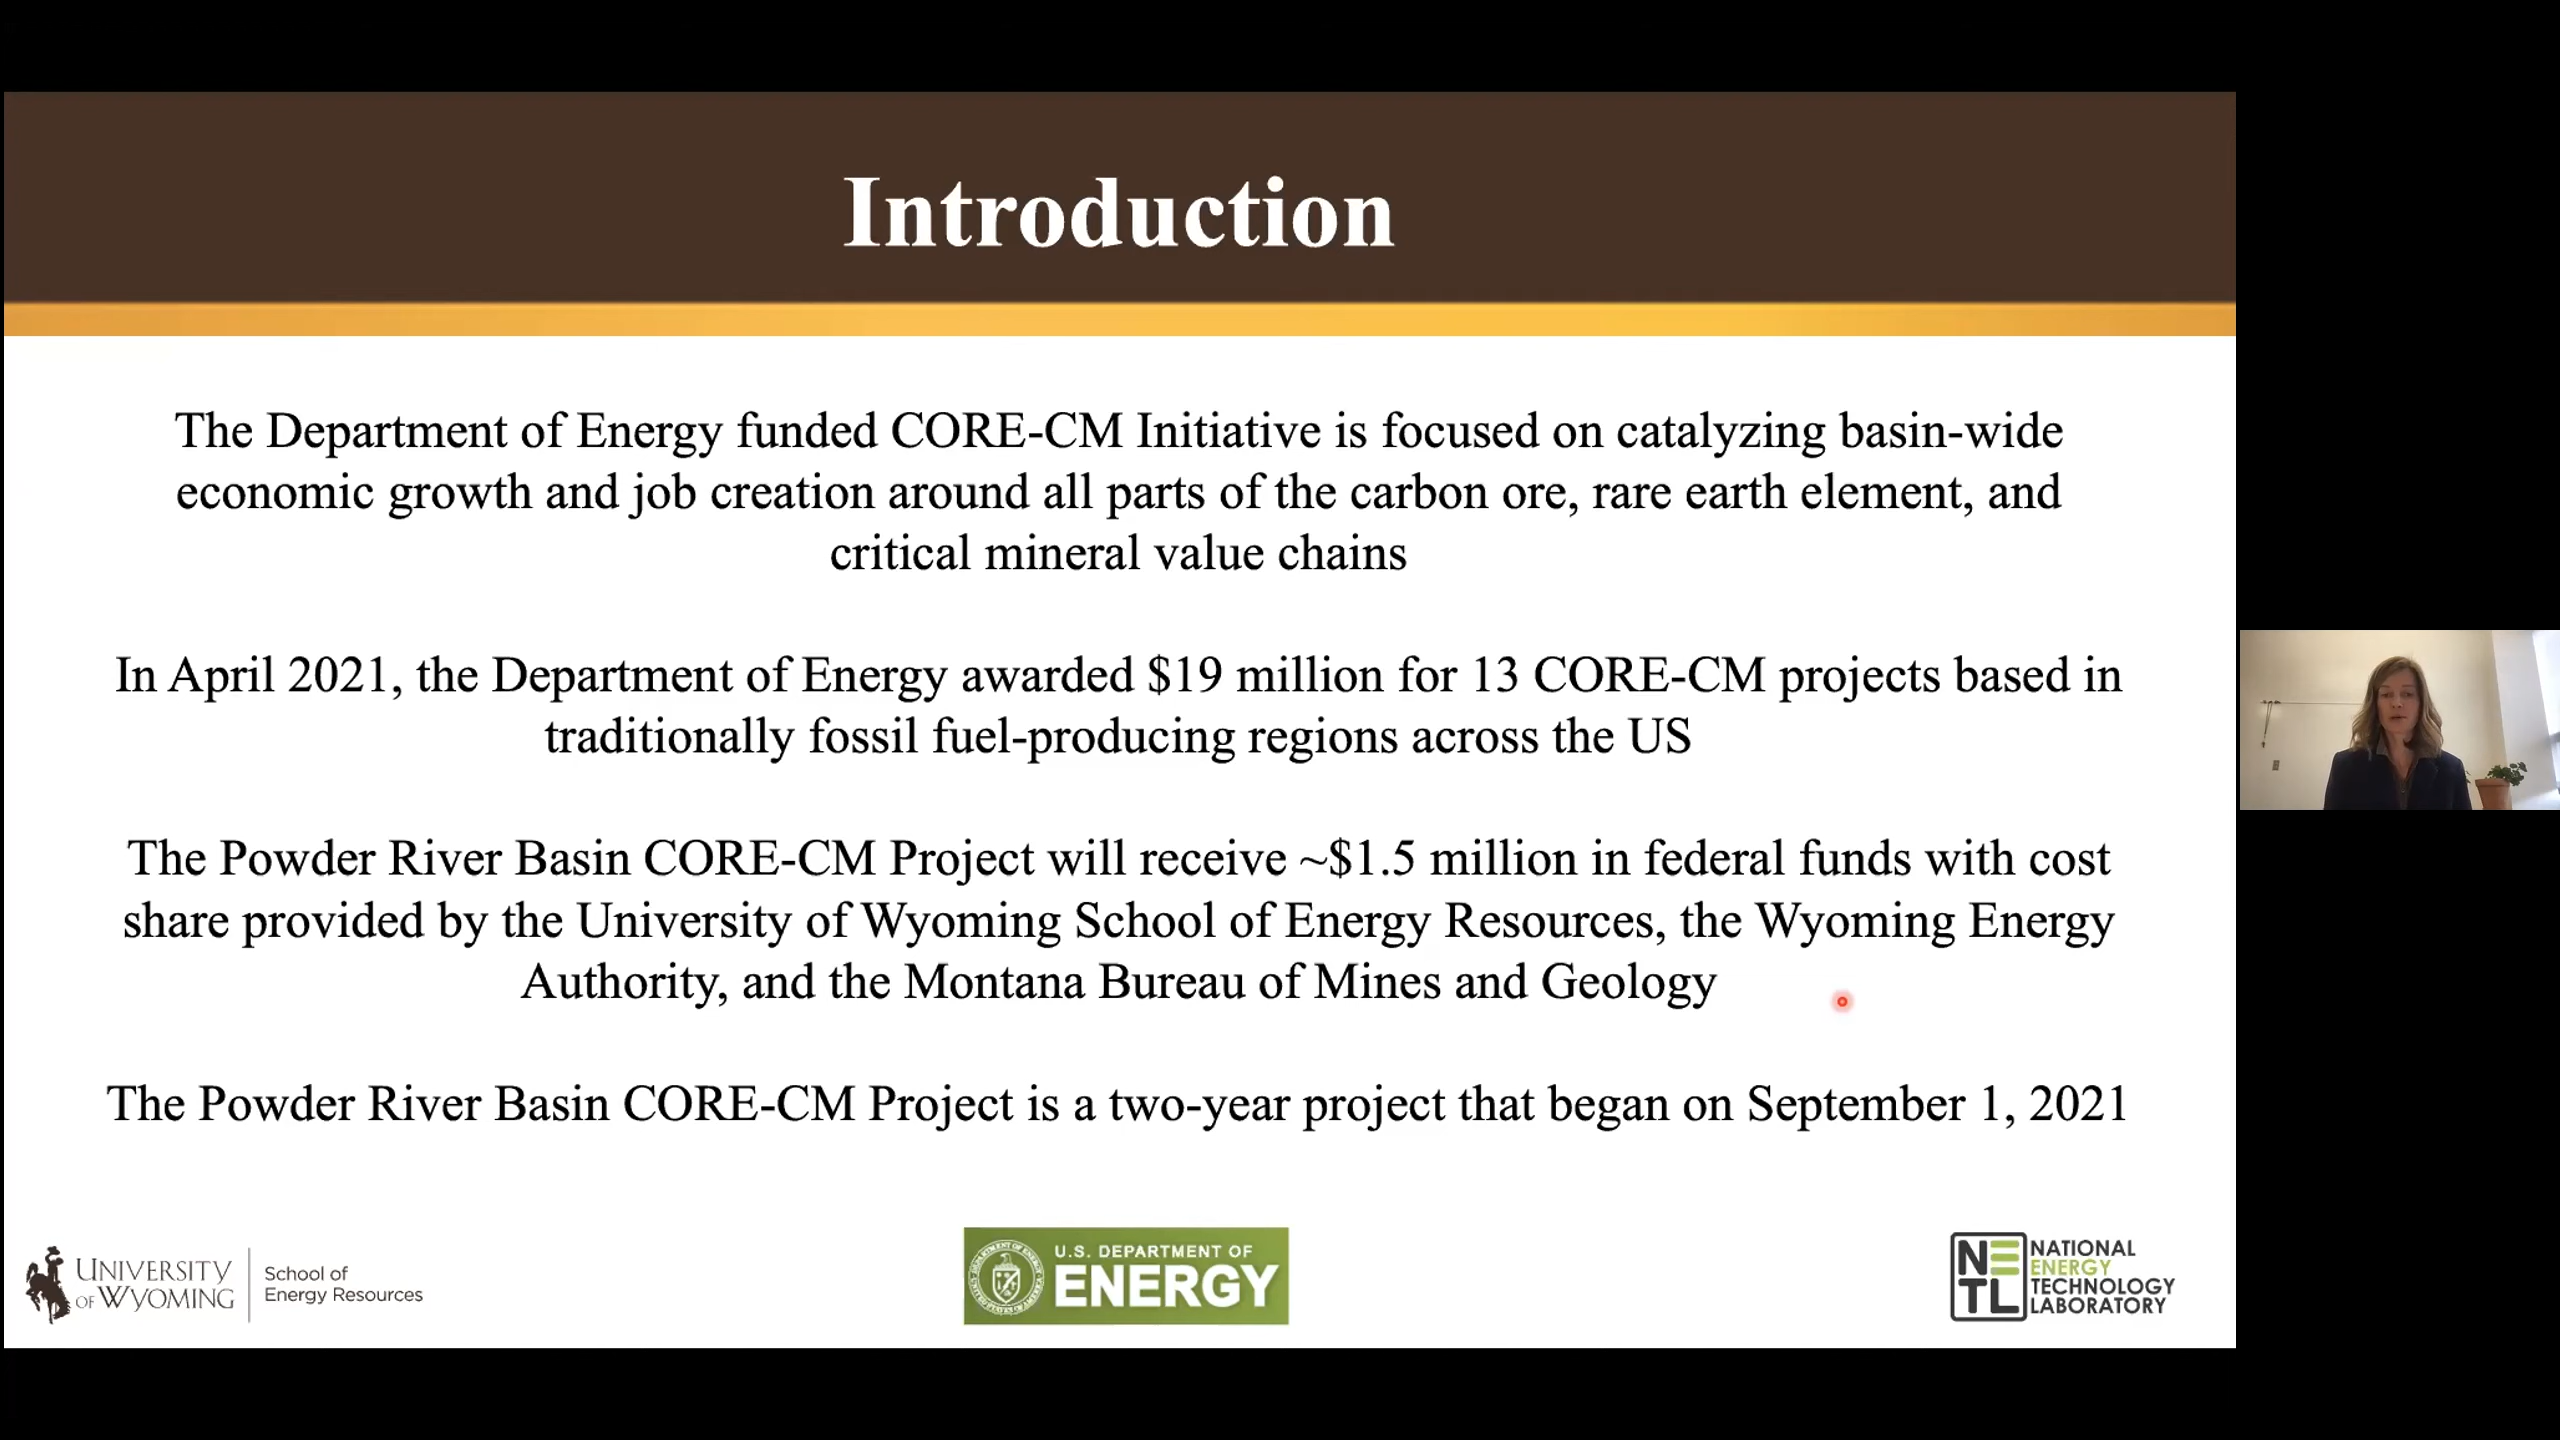 Introduction
The Department of Energy funded CORE-CM Initiative is focused on catalyzing basin-wide
economic growth and job creation around all parts of the carbon ore, rare earth element, and
critical mineral value chains
In April 2021, the Department of Energy awarded $19 million for 13 CORE-CM projects based in
traditionally fossil fuel-producing regions across the US
The Powder River Basin CORE-CM Project will receive ~$1.5 million in federal funds with cost
share provided by the University of Wyoming School of Energy Resources, the Wyoming Energy
Authority, and the Montana Bureau of Mines and Geology
The Powder River Basin CORE-CM Project is a two-year project that began on September 1, 2021
UNIVERSITY
OF WYOMING
School of
Energy Resources
U.S. DEPARTMENT OF
ENERGY
NE
TL
NATIONAL
ENERGY
TECHNOLOGY
LABORATORY